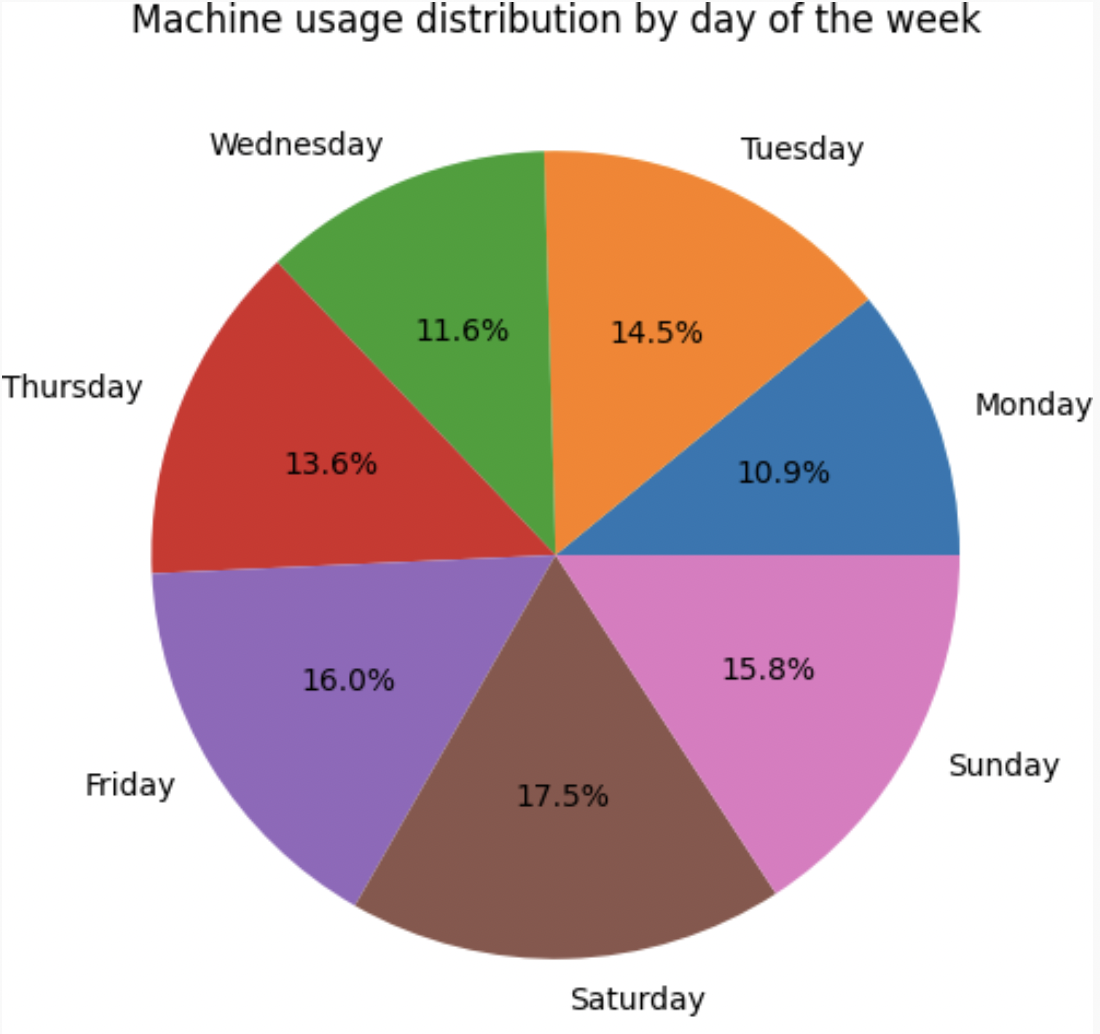 Machine usage distribution by day of the week
Wednesday
Tuesday
11.6%
14.5%
Thursday
Monday
13.6%
10.9%
16.0%
15.8%
Friday
Sunday
17.5%
Saturday